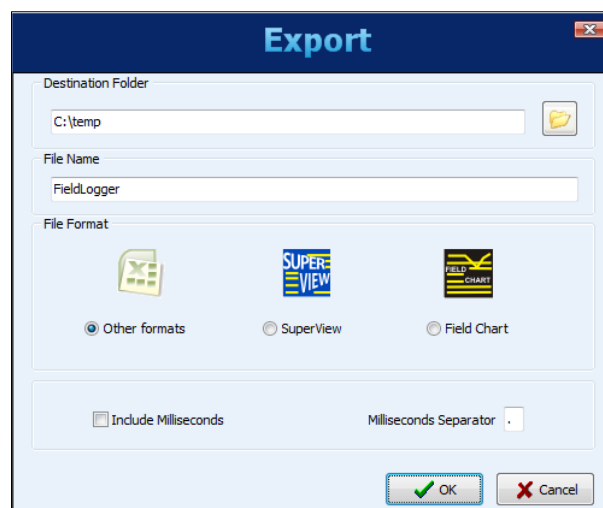 Export
Destination Folder
C:\temp
File Name
FieldLogger
File Format
SUPER
VIEW
FIELD
CHART
Other formats
SuperView
Field Chart
Include Milliseconds
Milliseconds Separator .
OK
Cancel